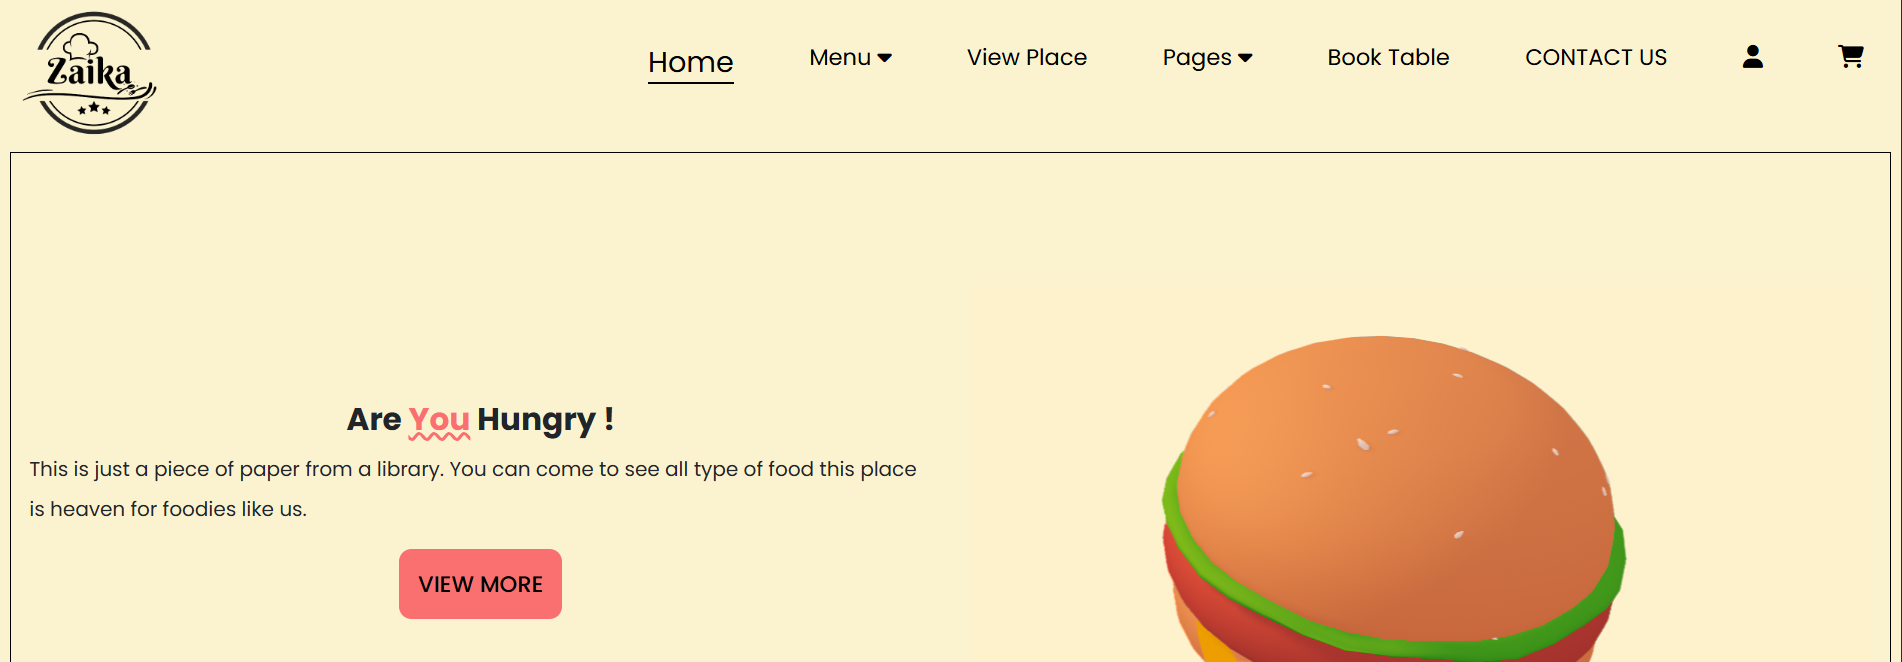 Zaika
Home Menu View Place Pages Book Table CONTACT US
Are You Hungry !
This is just a piece of paper from a library. You can come to see all type of food this place
is heaven for foodies like us.
VIEW MORE